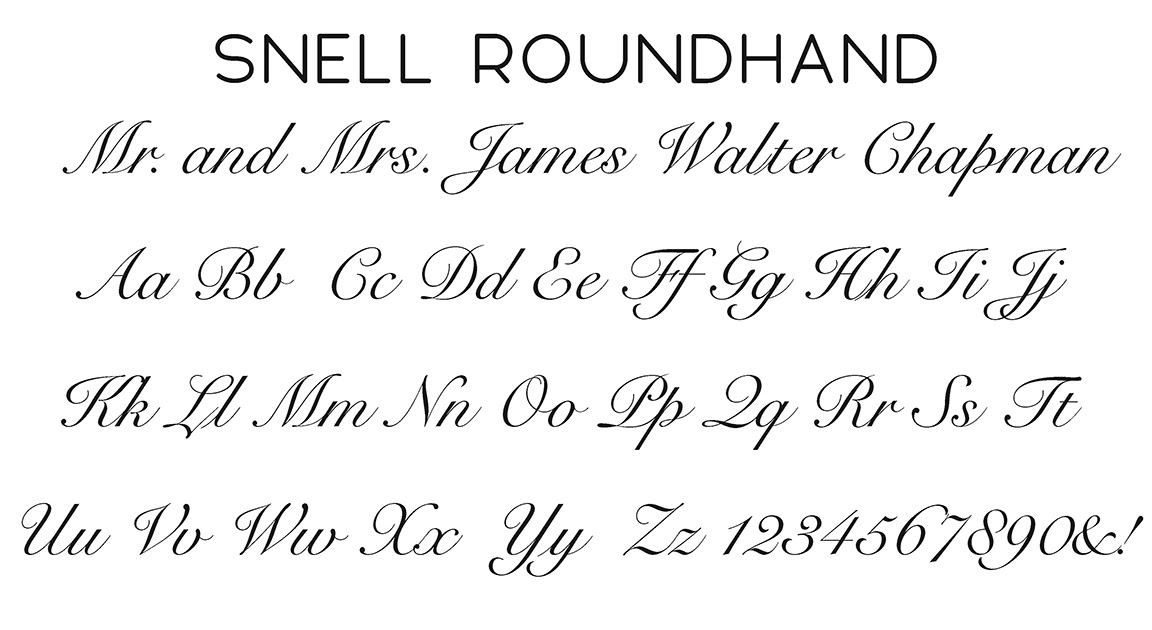 SNELL ROUNDHAND
Mr. and Mrs. James Walter Chapman
Aa Bb Cc Dd Ee Ff Gg Hh Ii Jj
Kk Ll Mm Nn Oo Pp Qq Rr Ss Tt
Uu Vv Ww Xx Yy Zz 1234567890&!